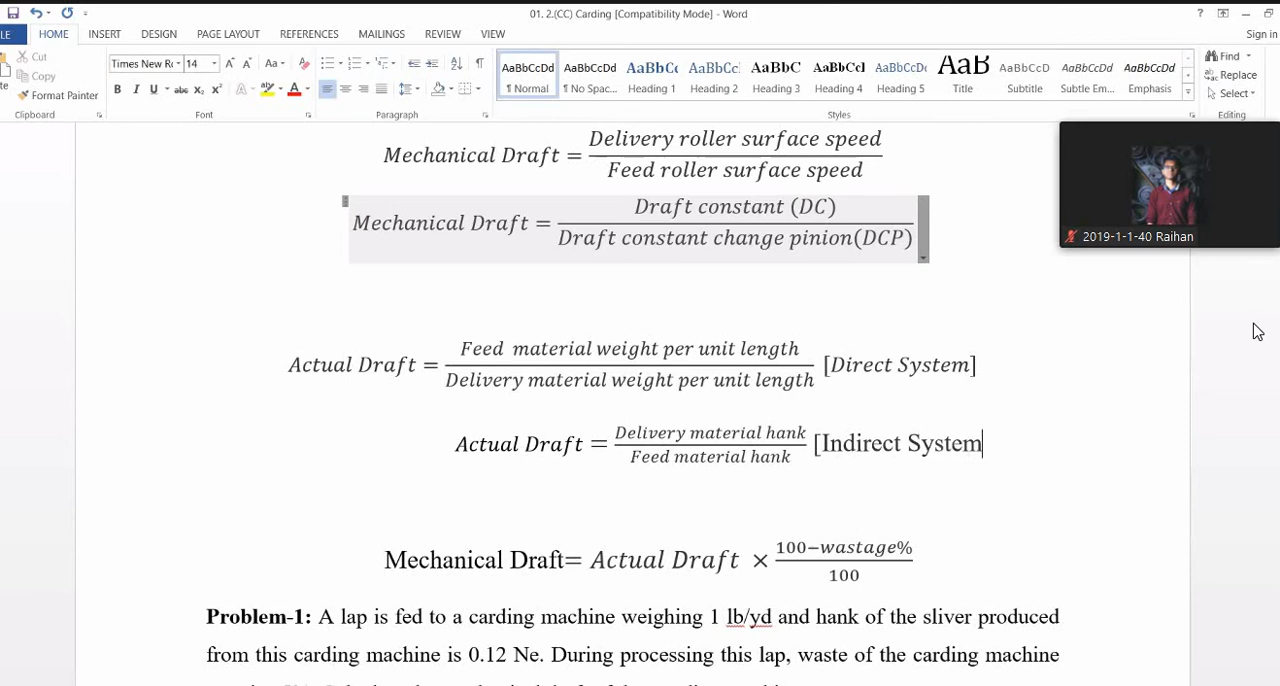 01. 2.(CC) Carding [Compatibility Mode] - Word
HOME INSERT DESIGN PAGE LAYOUT REFERENCES MAILINGS REVIEW VIEW Sign in
Cut
Copy
Format Painter
Clipboard
Times New R 14
Aa
B I U abc x₂ x² A A
Font
Paragraph
AaBbCcDd AaBbCcDd AaBbCc AaBbCc AaBbC AaBbCcI AaBbCcDc AaB AaBbCcD AaBbCcDd AaBbCcDd
¶ Normal ¶ No Spac... Heading 1 Heading 2 Heading 3 Heading 4 Heading 5 Title Subtitle Subtle Em... Emphasis
Styles
Find
Replace
Select
Editing
2019-1-1-40 Raihan
Mechanical Draft = Delivery roller surface speed / Feed roller surface speed
Mechanical Draft = Draft constant (DC) / Draft constant change pinion(DCP)
Actual Draft = Feed material weight per unit length / Delivery material weight per unit length [Direct System]
Actual Draft = Delivery material hank / Feed material hank [Indirect System
Mechanical Draft= Actual Draft × 100−wastage% / 100
Problem-1: A lap is fed to a carding machine weighing 1 lb/yd and hank of the sliver produced
from this carding machine is 0.12 Ne. During processing this lap, waste of the carding machine